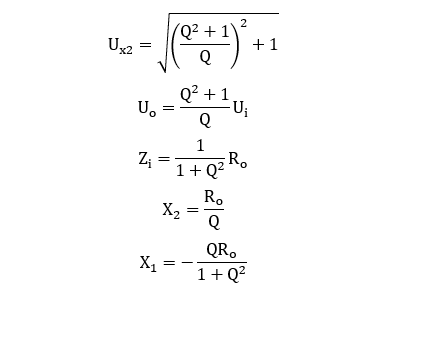 U_x2 = √(((Q² + 1)/Q)² + 1)
U_o = (Q² + 1)/Q U_i
Z_i = 1/(1 + Q²) R_o
X_2 = R_o/Q
X_1 = − QR_o/(1 + Q²)